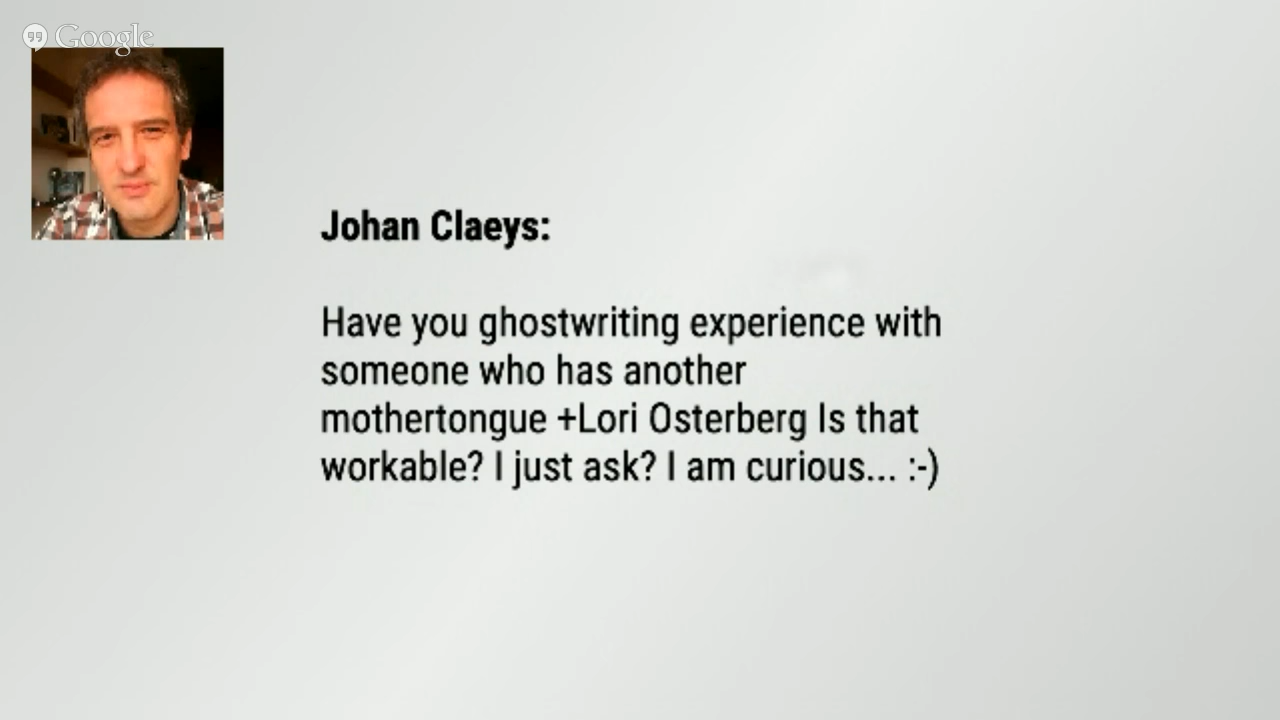 Google
Johan Claeys:
Have you ghostwriting experience with
someone who has another
mothertongue +Lori Osterberg Is that
workable? I just ask? I am curious... :-)